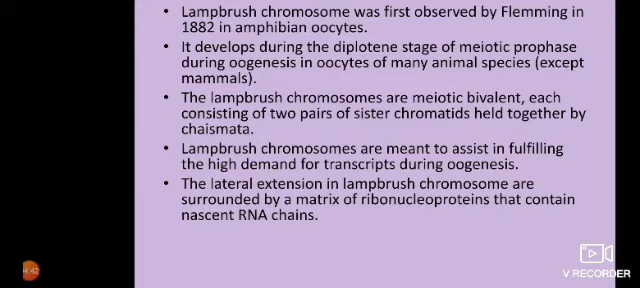 • Lampbrush chromosome was first observed by Flemming in
1882 in amphibian oocytes.
• It develops during the diplotene stage of meiotic prophase
during oogenesis in oocytes of many animal species (except
mammals).
• The lampbrush chromosomes are meiotic bivalent, each
consisting of two pairs of sister chromatids held together by
chaismata.
• Lampbrush chromosomes are meant to assist in fulfilling
the high demand for transcripts during oogenesis.
• The lateral extension in lampbrush chromosome are
surrounded by a matrix of ribonucleoproteins that contain
nascent RNA chains.
V RECORDER